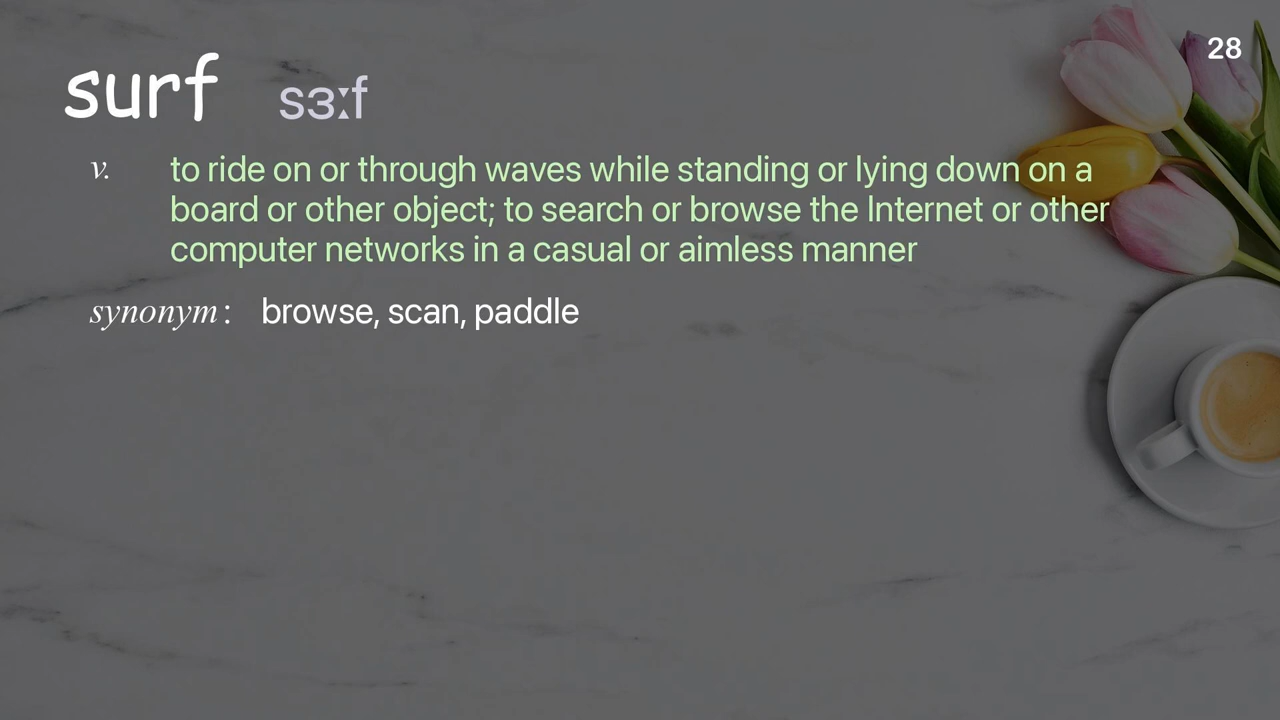 28
surf sɜːf
v. to ride on or through waves while standing or lying down on a
board or other object; to search or browse the Internet or other
computer networks in a casual or aimless manner
synonym: browse, scan, paddle